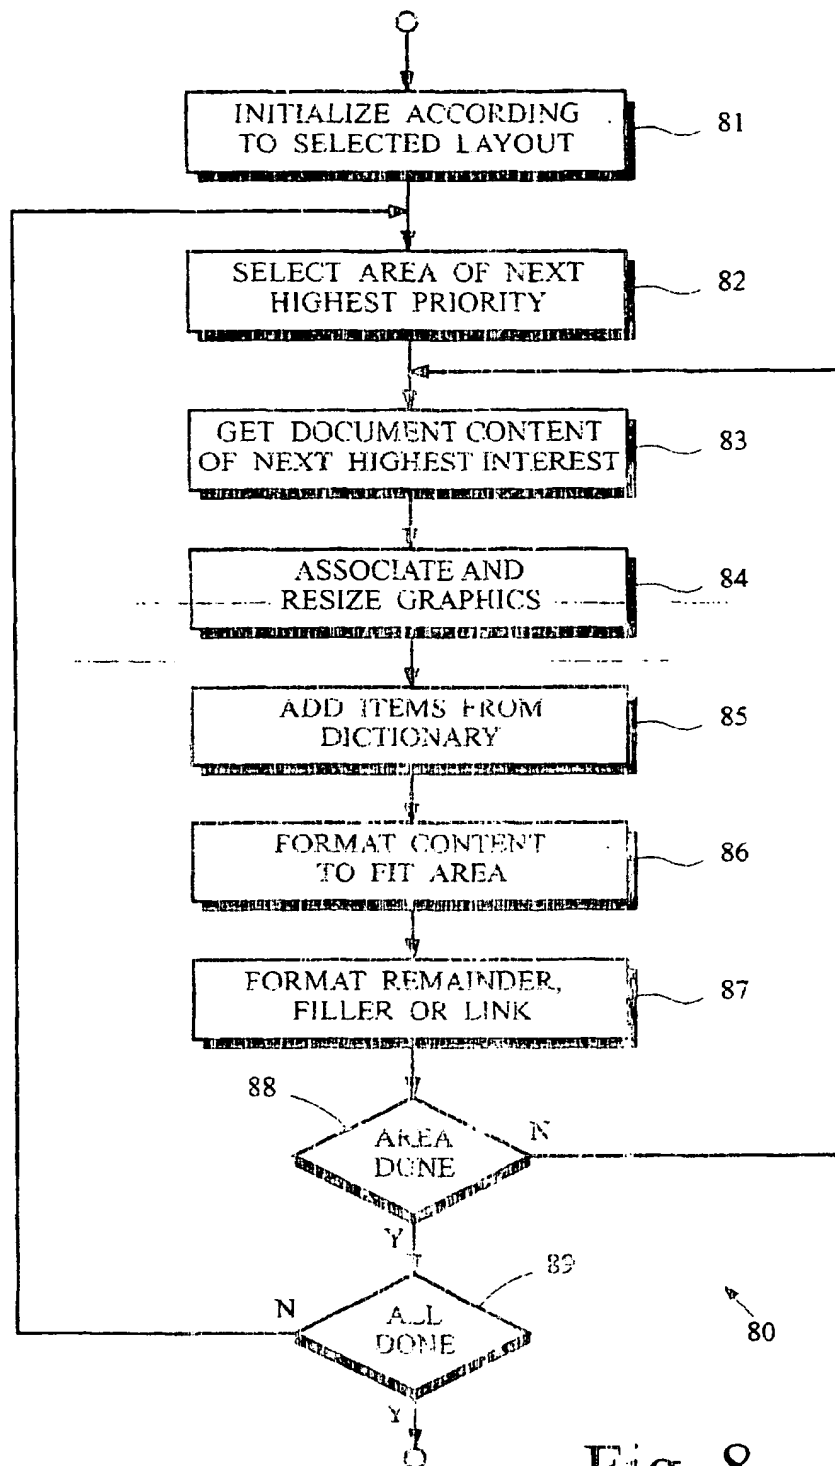 INITIALIZE ACCORDING
TO SELECTED LAYOUT
81
SELECT AREA OF NEXT
HIGHEST PRIORITY
82
GET DOCUMENT CONTENT
OF NEXT HIGHEST INTEREST
83
ASSOCIATE AND
RESIZE GRAPHICS
84
ADD ITEMS FROM
DICTIONARY
85
FORMAT CONTENT
TO FIT AREA
86
FORMAT REMAINDER,
FILLER OR LINK
87
88
AREA
DONE
N
Y
89
ALL
DONE
N
Y
80
Fig. 8